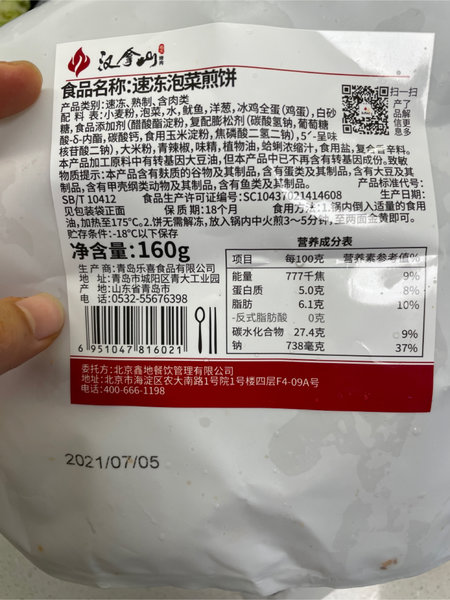 汉拿山
食品名称:速冻泡菜煎饼
扫一扫
了解更多
产品信息
产品类别:速冻、熟制、含肉类
配 料 表:小麦粉,泡菜,水,鱿鱼,洋葱,冰鸡全蛋(鸡蛋),白砂
糖,食品添加剂(醋酸酯淀粉,复配膨松剂(碳酸氢钠,葡萄糖
酸-δ-内酯,碳酸钙,食用玉米淀粉,焦磷酸二氢二钠),5´-呈味
核苷酸二钠),大米粉,青辣椒,味精,植物油,蛤蜊浓缩汁,食用盐,复合香辛料。
本产品加工原料中有转基因大豆油,但本产品中已不再含有转基因成分。致敏
物质提示:本产品含有麸质的谷物及其制品,含有蛋类及其制品,含有大豆及其
制品,含有甲壳纲类动物及其制品,含有鱼类及其制品。 产品标准代号:
SB/T 10412 食品生产许可证编号:SC10437021414608 生产日期:
见包装袋正面 保 质 期:18个月 食用方法:1.锅内倒入适量的食用
油,加热至175℃,2.饼无需解冻,放入锅内中火煎3~5分钟,至两面金黄即可。
贮存条件:-18℃以下保存
净含量:160g
生 产 商:青岛乐喜食品有限公司
地 址:青岛市城阳区青大工业园
产 地:山东省青岛市
电 话:0532-55676398
6 951047 816021
营养成分表
项目 每100克 营养素参考值%
能量 777千焦 9%
蛋白质 5.0克 8%
脂肪 6.1克 10%
-反式脂肪酸 0克
碳水化合物 27.4克 9%
钠 738毫克 37%
委托方:北京鑫地餐饮管理有限公司
地址:北京市海淀区农大南路1号院1号楼四层F4-09A号
电话:400-666-1198
2021/07/05